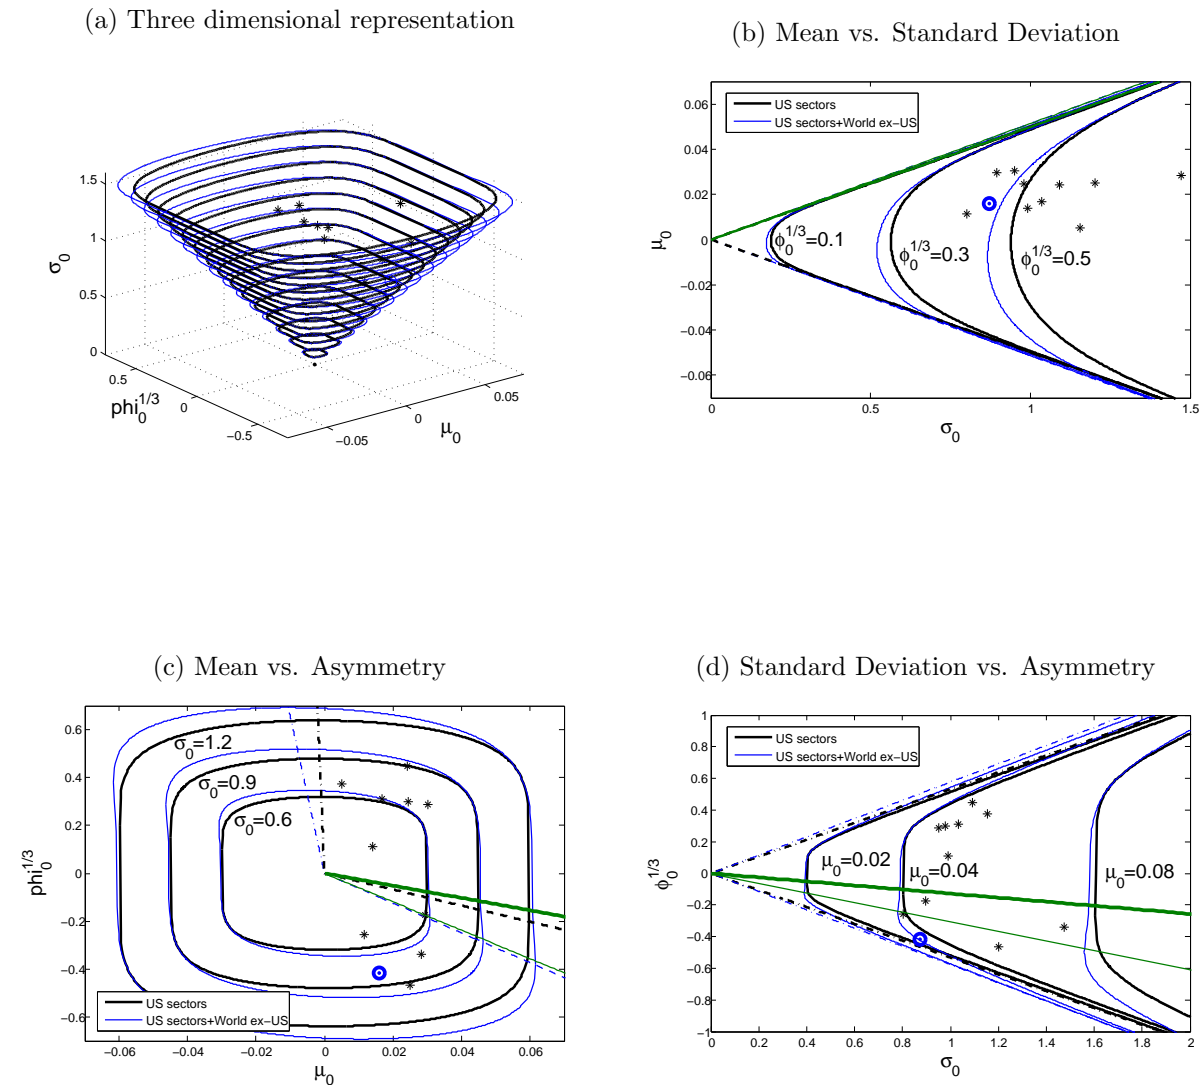 (a) Three dimensional representation
1.5
1
0.5
0
σ0
0.5
0
−0.5
phi0^1/3
−0.05
0
0.05
μ0
(b) Mean vs. Standard Deviation
US sectors
US sectors+World ex−US
0.06
0.04
0.02
0
−0.02
−0.04
−0.06
μ0
ϕ0^1/3=0.1
ϕ0^1/3=0.3
ϕ0^1/3=0.5
0
0.5
1
1.5
σ0
(c) Mean vs. Asymmetry
0.6
0.4
0.2
0
−0.2
−0.4
−0.6
phi0^1/3
σ0=1.2
σ0=0.9
σ0=0.6
US sectors
US sectors+World ex−US
−0.06
−0.04
−0.02
0
0.02
0.04
0.06
μ0
(d) Standard Deviation vs. Asymmetry
US sectors
US sectors+World ex−US
1
0.8
0.6
0.4
0.2
0
−0.2
−0.4
−0.6
−0.8
−1
ϕ0^1/3
μ0=0.02
μ0=0.04
μ0=0.08
0
0.2
0.4
0.6
0.8
1
1.2
1.4
1.6
1.8
2
σ0